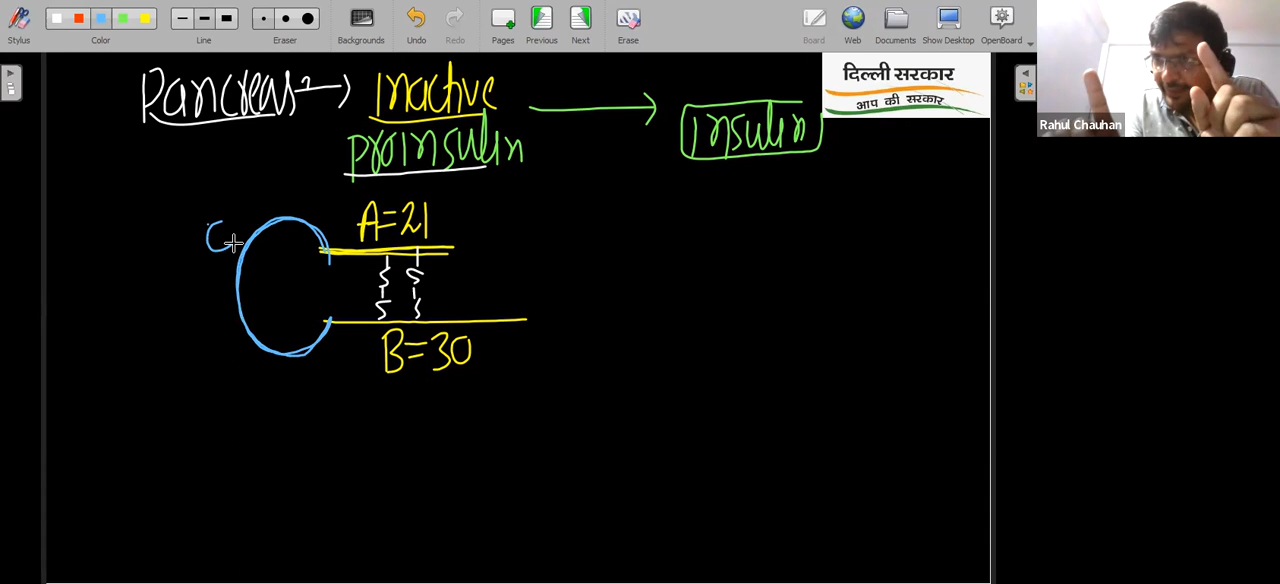 Stylus
Color
Line
Eraser
Backgrounds
Undo
Redo
Pages
Previous
Next
Erase
Board
Web
Documents
Show Desktop
OpenBoard
Pancreas → inactive → insulin
proinsulin
दिल्ली सरकार
आप की सरकार
Rahul Chauhan
A=21
C
S S
S S
B=30